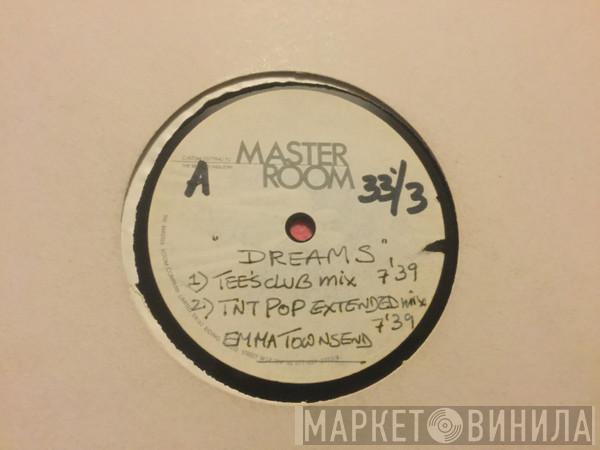 MASTER
ROOM
A
33⅓
"DREAMS"
1) TEE'S CLUB mix 7'39
2) TNT POP EXTENDED mix
7'39
EMMA TOWNSEND
МАРКЕТ ВИНИЛА